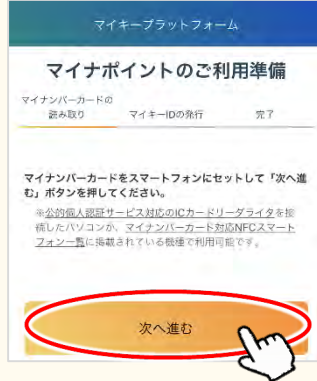 マイキープラットフォーム
マイナポイントのご利用準備
マイナンバーカードの
読み取り
マイキーIDの発行
完了
マイナンバーカードをスマートフォンにセットして「次へ進
む」ボタンを押してください。
※公的個人認証サービス対応のICカードリーダライタを接
続したパソコンか、マイナンバーカード対応NFCスマート
フォン一覧に掲載されている機種で利用可能です。
次へ進む